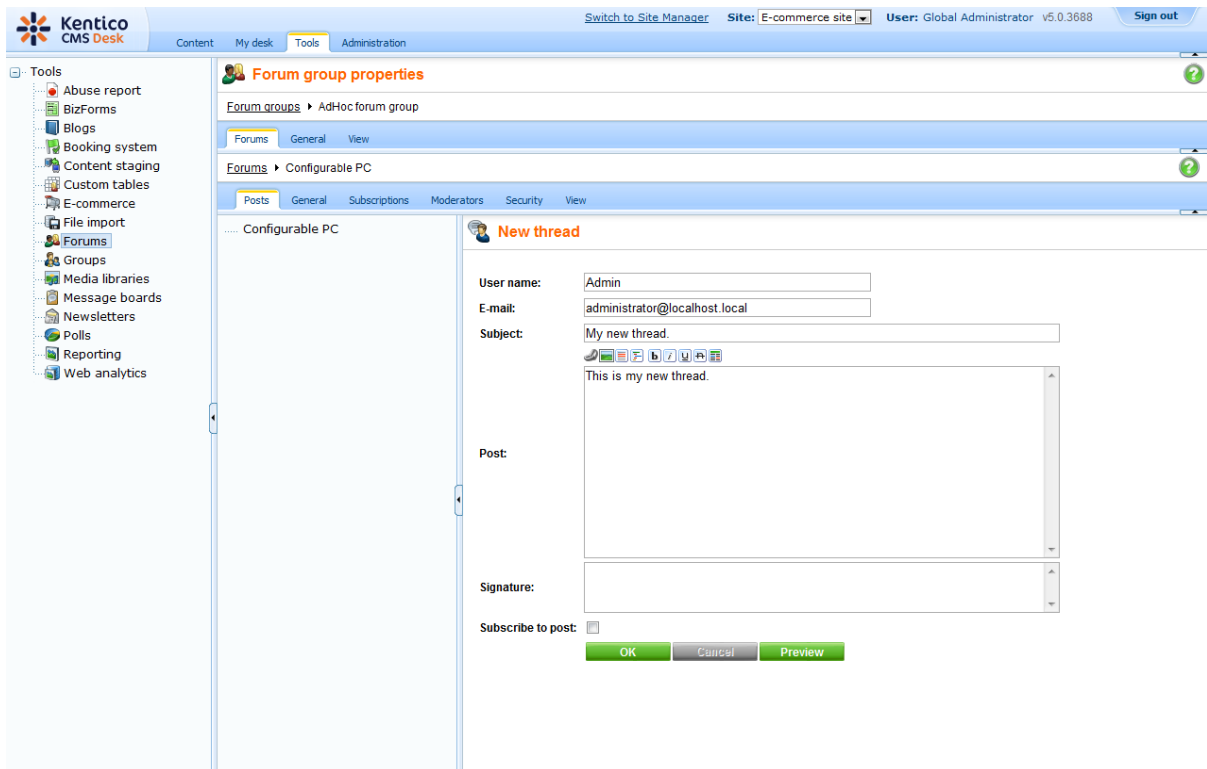 Kentico
CMS Desk
Switch to Site Manager Site: E-commerce site User: Global Administrator v5.0.3688 Sign out
Content My desk Tools Administration
Tools
Abuse report
BizForms
Blogs
Booking system
Content staging
Custom tables
E-commerce
File import
Forums
Groups
Media libraries
Message boards
Newsletters
Polls
Reporting
Web analytics
Forum group properties
Forum groups AdHoc forum group
Forums General View
Forums Configurable PC
Posts General Subscriptions Moderators Security View
Configurable PC
New thread
User name: Admin
E-mail: administrator@localhost.local
Subject: My new thread.
b i U A
This is my new thread.
Post:
Signature:
Subscribe to post:
OK Cancel Preview